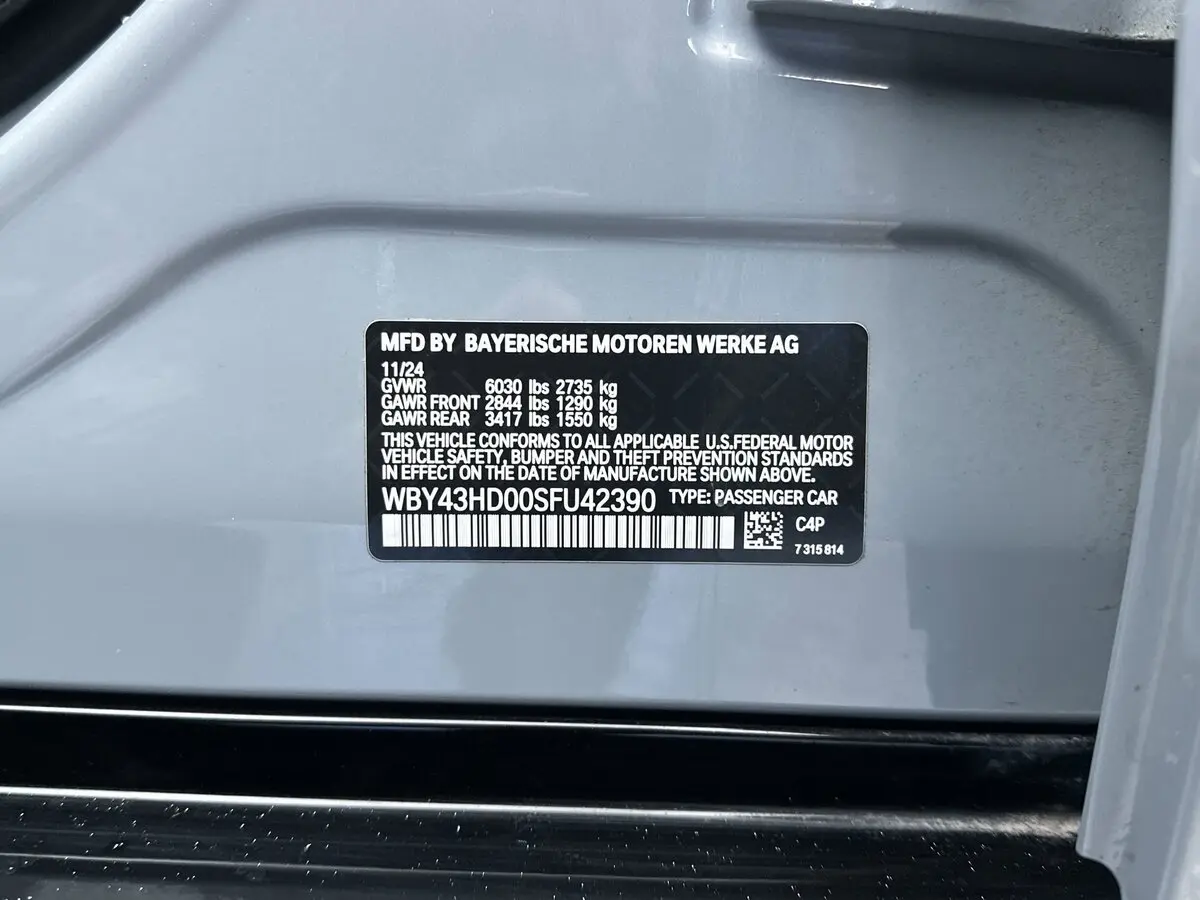 MFD BY BAYERISCHE MOTOREN WERKE AG
11/24
GVWR 6030 lbs 2735 kg
GAWR FRONT 2844 lbs 1290 kg
GAWR REAR 3417 lbs 1550 kg
THIS VEHICLE CONFORMS TO ALL APPLICABLE U.S.FEDERAL MOTOR
VEHICLE SAFETY, BUMPER AND THEFT PREVENTION STANDARDS
IN EFFECT ON THE DATE OF MANUFACTURE SHOWN ABOVE.
WBY43HD00SFU42390 TYPE: PASSENGER CAR
C4P
7 315 814